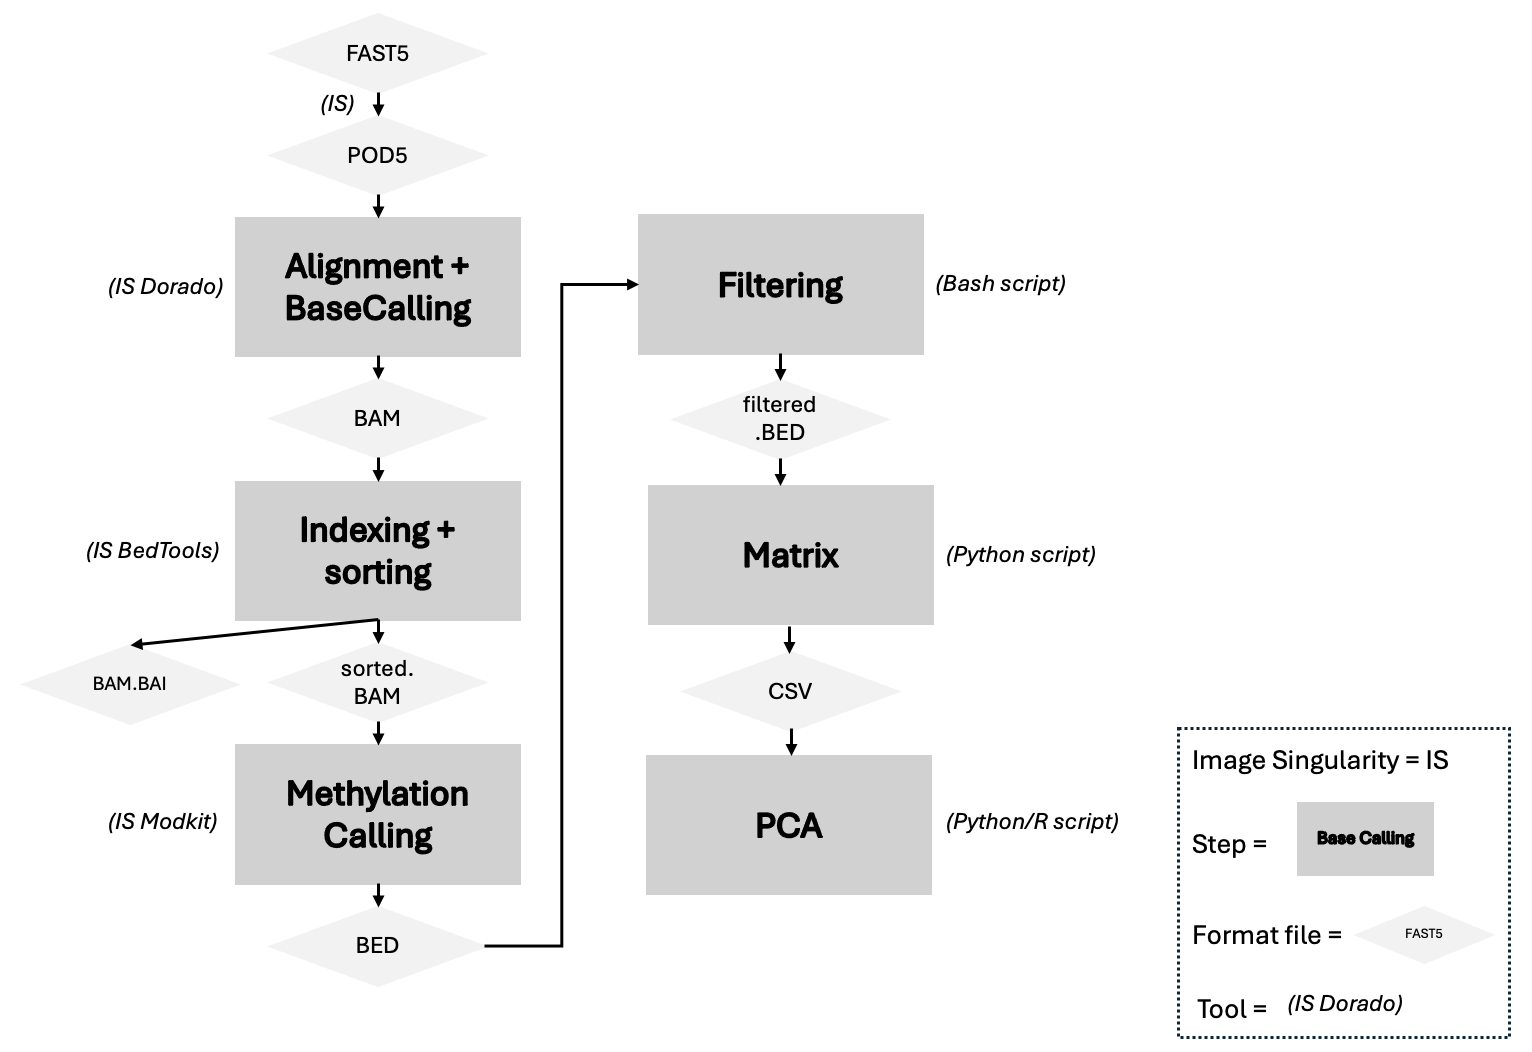 FAST5
(IS)
POD5
(IS Dorado)
Alignment +
BaseCalling
BAM
(IS BedTools)
Indexing +
sorting
BAM.BAI
sorted.
BAM
(IS Modkit)
Methylation
Calling
BED
Filtering
(Bash script)
filtered
.BED
Matrix
(Python script)
CSV
PCA
(Python/R script)
Image Singularity = IS
Step =
Base Calling
Format file =
FAST5
Tool =
(IS Dorado)